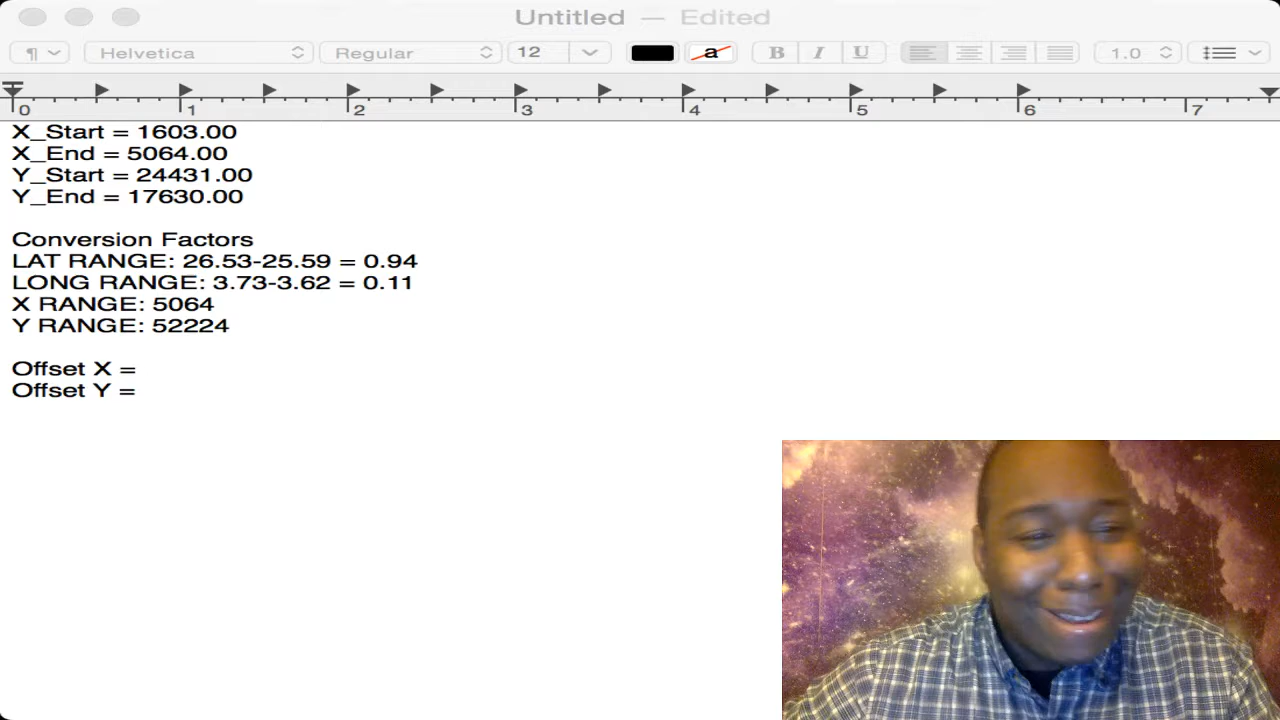 Untitled — Edited
¶ Helvetica Regular 12 a B I U 1.0
0 1 2 3 4 5 6 7
X_Start = 1603.00
X_End = 5064.00
Y_Start = 24431.00
Y_End = 17630.00
Conversion Factors
LAT RANGE: 26.53-25.59 = 0.94
LONG RANGE: 3.73-3.62 = 0.11
X RANGE: 5064
Y RANGE: 52224
Offset X =
Offset Y =